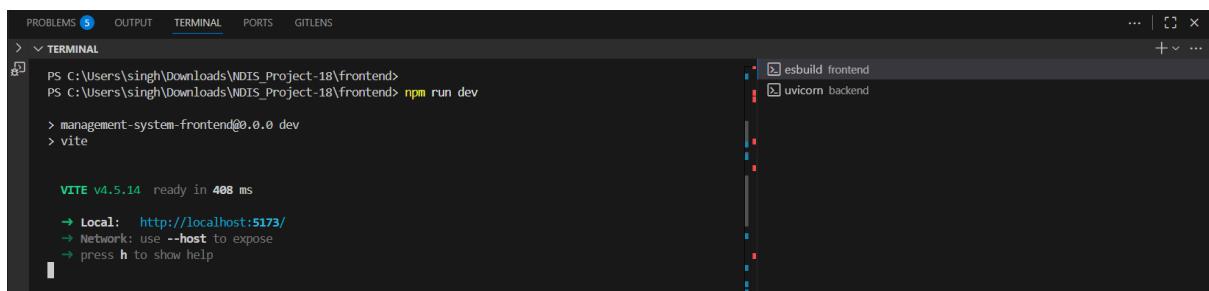 PROBLEMS 5 OUTPUT TERMINAL PORTS GITLENS
TERMINAL
PS C:\Users\singh\Downloads\NDIS_Project-18\frontend>
PS C:\Users\singh\Downloads\NDIS_Project-18\frontend> npm run dev
> management-system-frontend@0.0.0 dev
> vite
VITE v4.5.14 ready in 408 ms
➜ Local: http://localhost:5173/
➜ Network: use --host to expose
➜ press h to show help
esbuild frontend
uvicorn backend